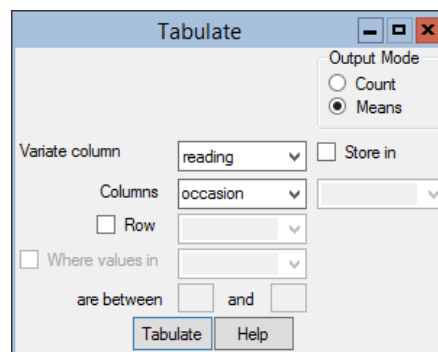 Tabulate
Output Mode
Count
Means
Variate column reading Store in
Columns occasion
Row
Where values in
are between and
Tabulate Help